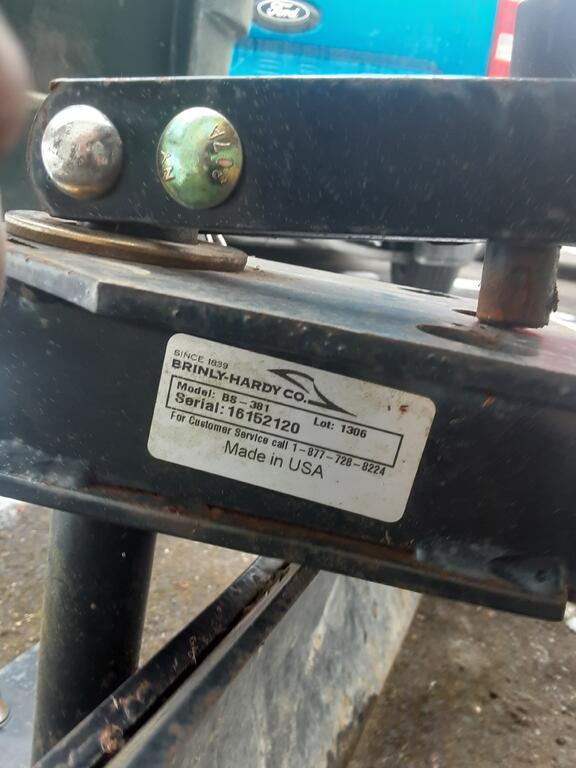 Ford
SINCE 1839
BRINLY-HARDY CO.
Model: BS-381 Lot: 1306
Serial: 16152120
For Customer Service call 1-877-728-8224
Made in USA